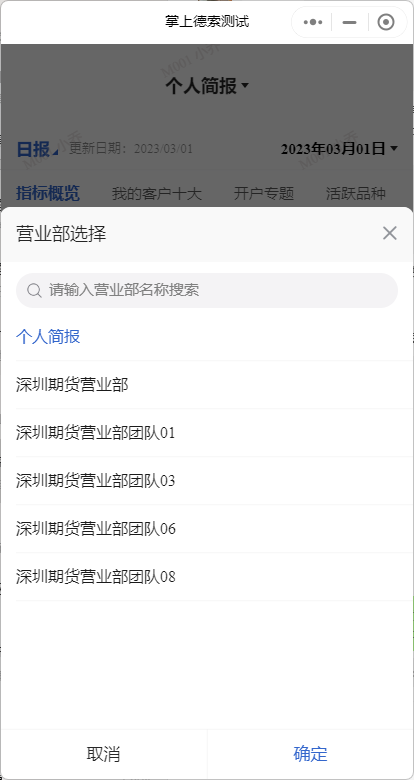 掌上德索测试
个人简报
日报 更新日期：2023/03/01 2023年03月01日
指标概览 我的客户十大 开户专题 活跃品种
营业部选择
请输入营业部名称搜索
个人简报
深圳期货营业部
深圳期货营业部团队01
深圳期货营业部团队03
深圳期货营业部团队06
深圳期货营业部团队08
取消 确定